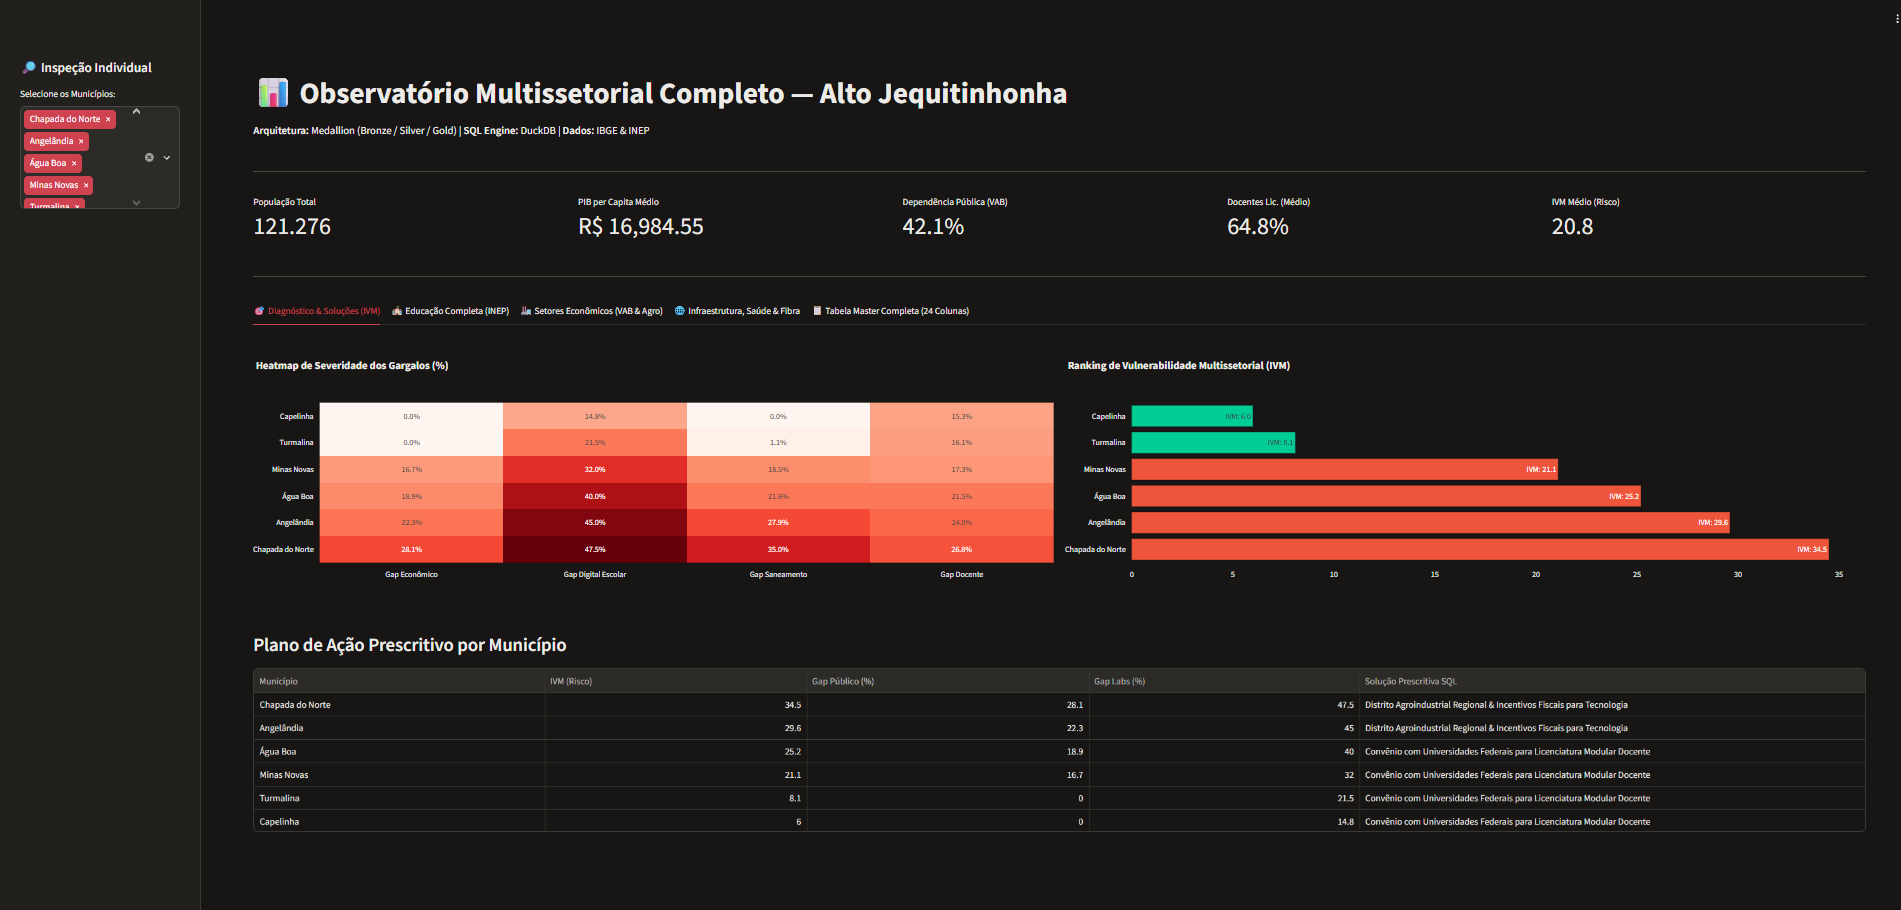 Inspeção Individual
Selecione os Municípios:
Chapada do Norte ×
Angelândia ×
Água Boa ×
Minas Novas ×
Turmalina ×
Observatório Multissetorial Completo — Alto Jequitinhonha
Arquitetura: Medallion (Bronze / Silver / Gold) | SQL Engine: DuckDB | Dados: IBGE & INEP
População Total
121.276
PIB per Capita Médio
R$ 16,984.55
Dependência Pública (VAB)
42.1%
Docentes Lic. (Médio)
64.8%
IVM Médio (Risco)
20.8
Diagnóstico & Soluções (IVM) Educação Completa (INEP) Setores Econômicos (VAB & Agro) Infraestrutura, Saúde & Fibra Tabela Master Completa (24 Colunas)
Heatmap de Severidade dos Gargalos (%)
Capelinha 0.0% 14.8% 0.0% 15.3%
Turmalina 0.0% 21.5% 1.1% 16.1%
Minas Novas 16.7% 32.0% 18.5% 17.3%
Água Boa 18.9% 40.0% 21.6% 21.5%
Angelândia 22.3% 45.0% 27.9% 24.0%
Chapada do Norte 28.1% 47.5% 35.0% 26.8%
Gap Econômico Gap Digital Escolar Gap Saneamento Gap Docente
Ranking de Vulnerabilidade Multissetorial (IVM)
Capelinha IVM: 6.0
Turmalina IVM: 8.1
Minas Novas IVM: 21.1
Água Boa IVM: 25.2
Angelândia IVM: 29.6
Chapada do Norte IVM: 34.5
0 5 10 15 20 25 30 35
Plano de Ação Prescritivo por Município
Município IVM (Risco) Gap Público (%) Gap Labs (%) Solução Prescritiva SQL
Chapada do Norte 34.5 28.1 47.5 Distrito Agroindustrial Regional & Incentivos Fiscais para Tecnologia
Angelândia 29.6 22.3 45 Distrito Agroindustrial Regional & Incentivos Fiscais para Tecnologia
Água Boa 25.2 18.9 40 Convênio com Universidades Federais para Licenciatura Modular Docente
Minas Novas 21.1 16.7 32 Convênio com Universidades Federais para Licenciatura Modular Docente
Turmalina 8.1 0 21.5 Convênio com Universidades Federais para Licenciatura Modular Docente
Capelinha 6 0 14.8 Convênio com Universidades Federais para Licenciatura Modular Docente